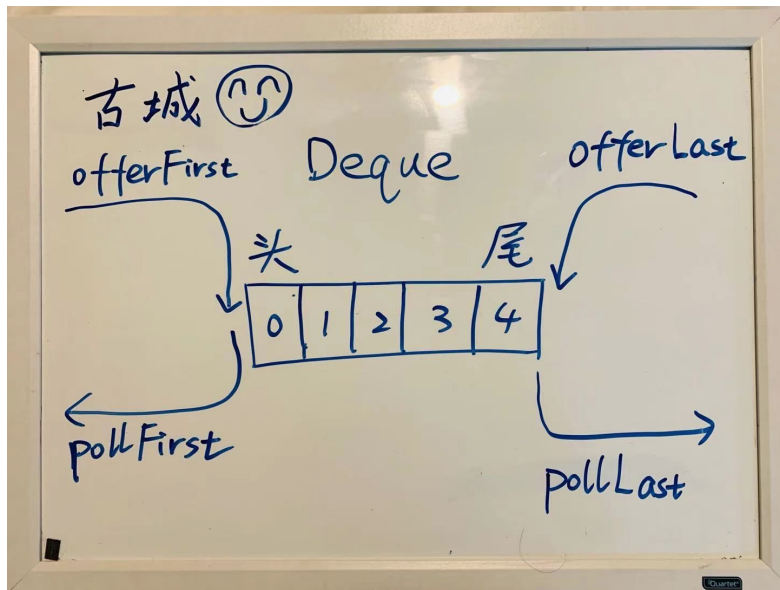 古城
offerFirst
Deque
offerLast
头
尾
0 1 2 3 4
pollFirst
pollLast
Quartet